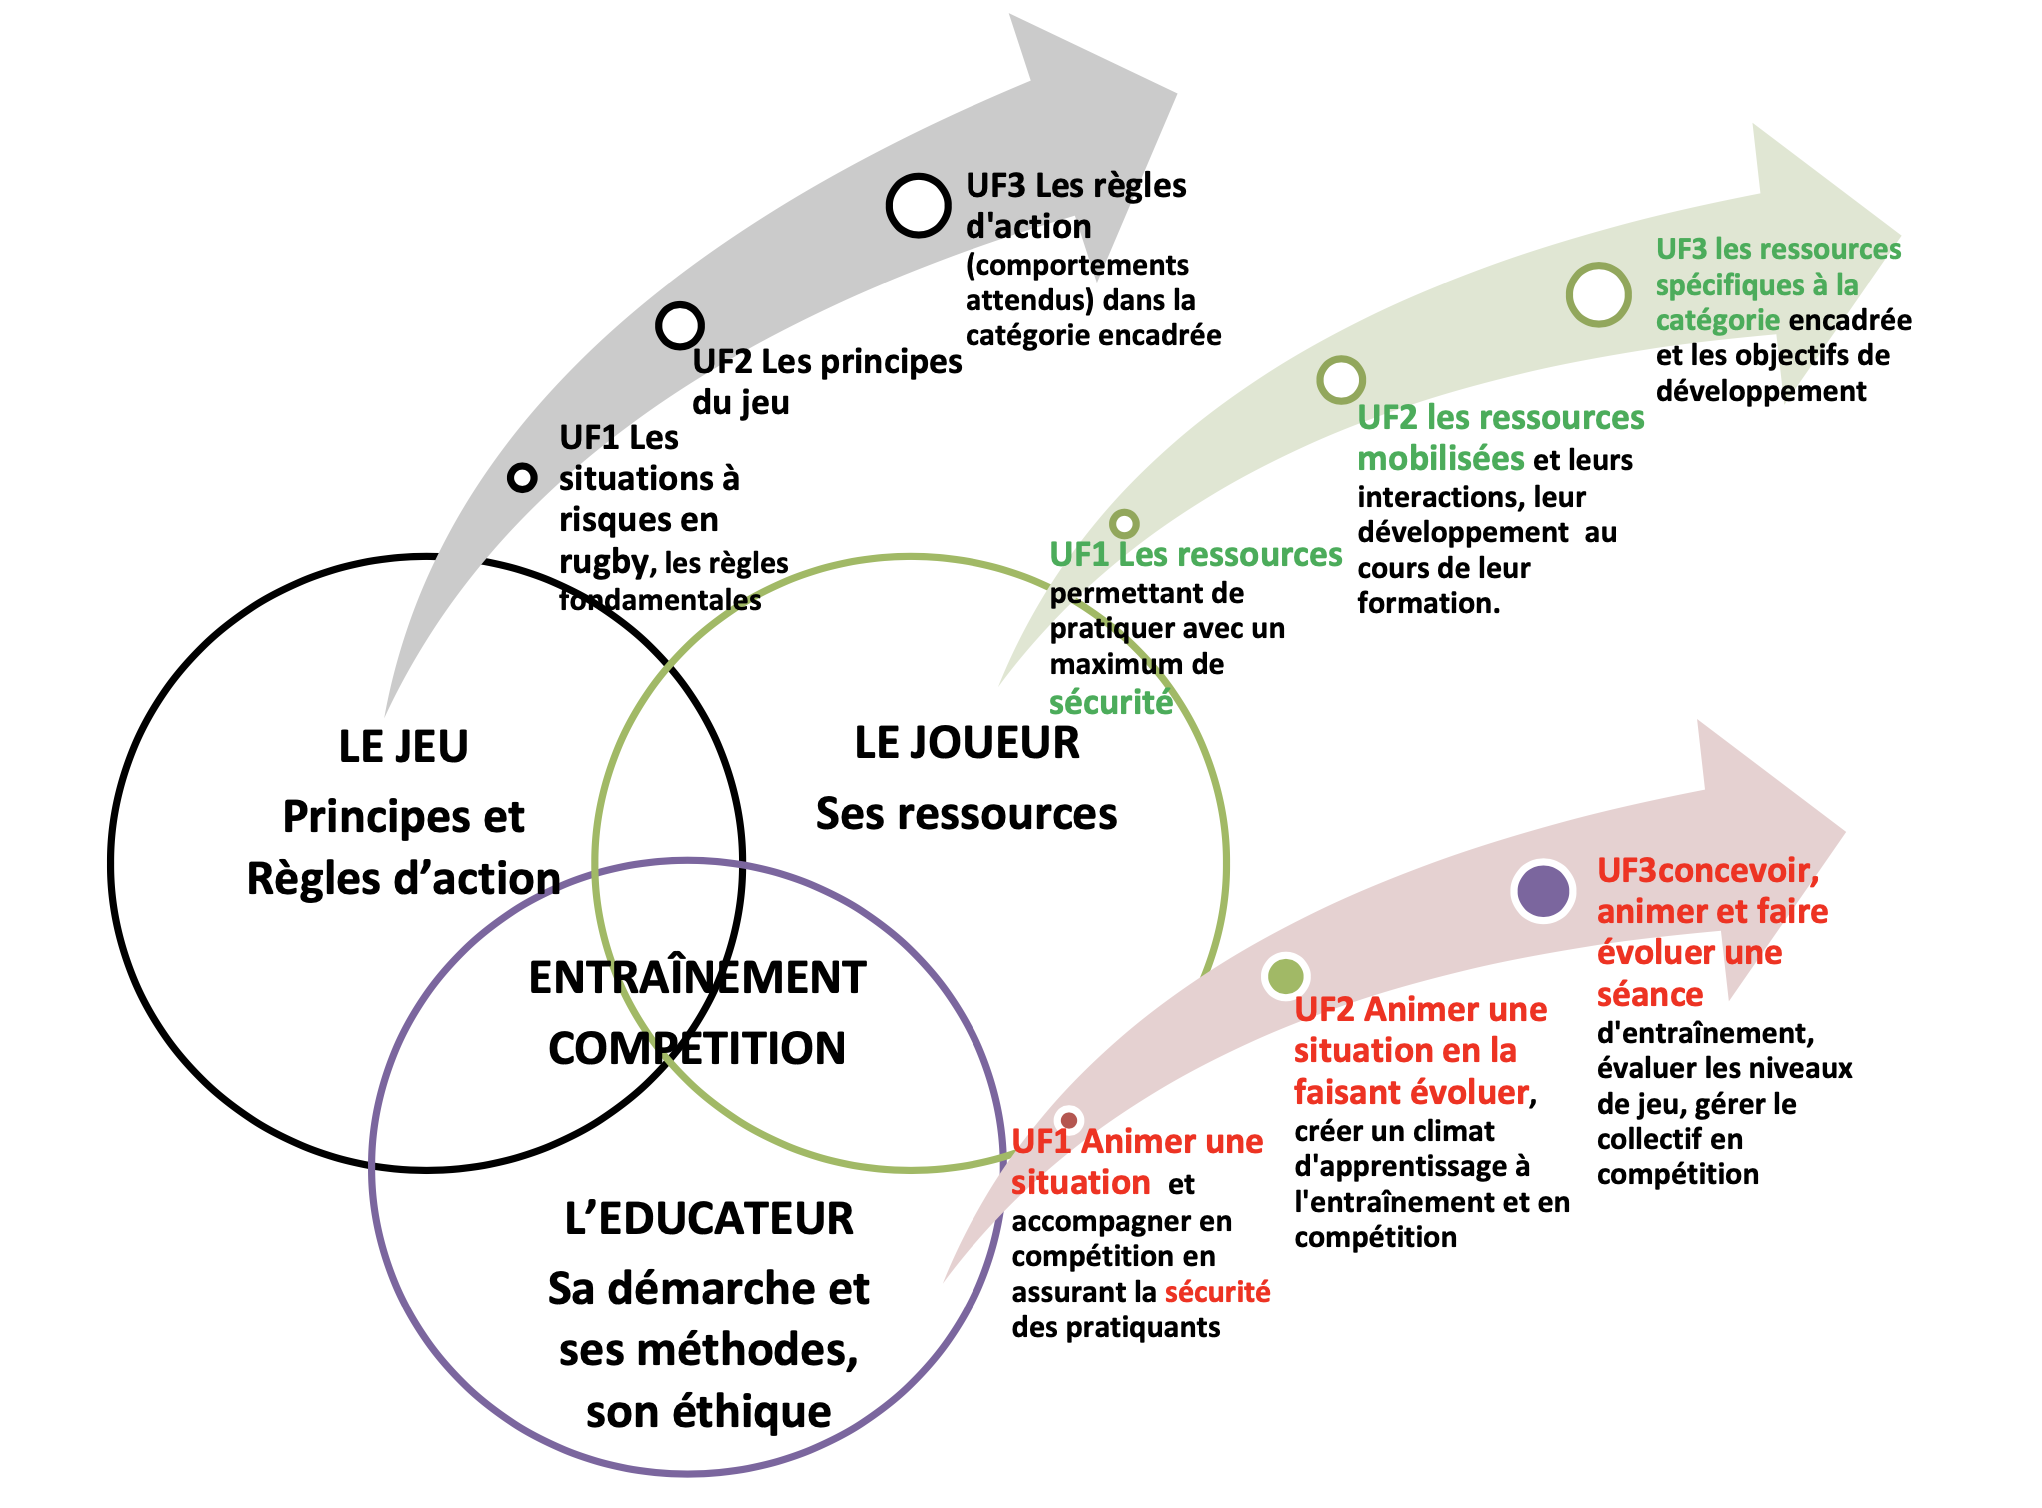 UF3 Les règles
d'action
(comportements
attendus) dans la
catégorie encadrée
UF2 Les principes
du jeu
UF1 Les
situations à
risques en
rugby, les règles
fondamentales
UF3 les ressources
spécifiques à la
catégorie encadrée
et les objectifs de
développement
UF2 les ressources
mobilisées et leurs
interactions, leur
développement au
cours de leur
formation.
UF1 Les ressources
permettant de
pratiquer avec un
maximum de
sécurité
LE JEU
Principes et
Règles d’action
LE JOUEUR
Ses ressources
ENTRAÎNEMENT
COMPETITION
L’EDUCATEUR
Sa démarche et
ses méthodes,
son éthique
UF1 Animer une
situation et
accompagner en
compétition en
assurant la sécurité
des pratiquants
UF2 Animer une
situation en la
faisant évoluer,
créer un climat
d'apprentissage à
l'entraînement et en
compétition
UF3concevoir,
animer et faire
évoluer une
séance
d'entraînement,
évaluer les niveaux
de jeu, gérer le
collectif en
compétition